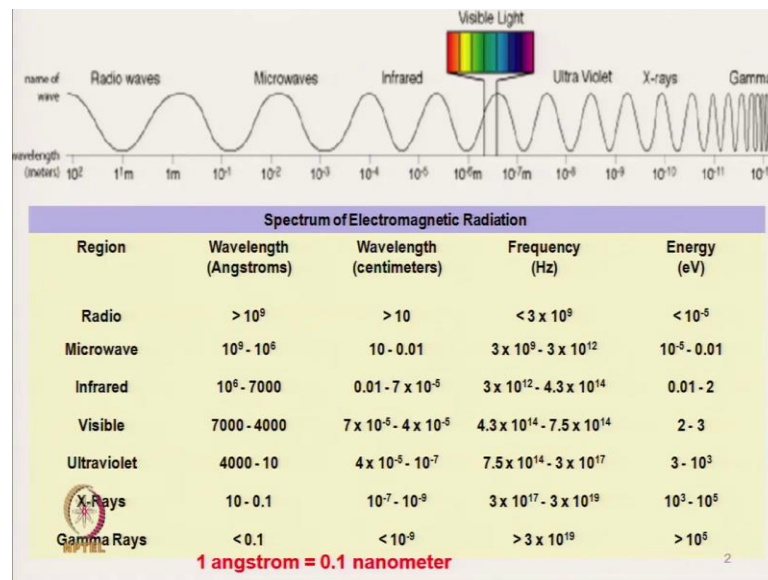 Visible Light
name of wave Radio waves Microwaves Infrared Ultra Violet X-rays Gamma
wavelength (meters) 10² 1¹m 1m 10⁻¹ 10⁻² 10⁻³ 10⁻⁴ 10⁻⁵ 10⁻⁶m 10⁻⁷m 10⁻⁸ 10⁻⁹ 10⁻¹⁰ 10⁻¹¹
Spectrum of Electromagnetic Radiation
Region Wavelength (Angstroms) Wavelength (centimeters) Frequency (Hz) Energy (eV)
Radio > 10⁹ > 10 < 3 x 10⁹ < 10⁻⁵
Microwave 10⁹ - 10⁶ 10 - 0.01 3 x 10⁹ - 3 x 10¹² 10⁻⁵ - 0.01
Infrared 10⁶ - 7000 0.01 - 7 x 10⁻⁵ 3 x 10¹² - 4.3 x 10¹⁴ 0.01 - 2
Visible 7000 - 4000 7 x 10⁻⁵ - 4 x 10⁻⁵ 4.3 x 10¹⁴ - 7.5 x 10¹⁴ 2 - 3
Ultraviolet 4000 - 10 4 x 10⁻⁵ - 10⁻⁷ 7.5 x 10¹⁴ - 3 x 10¹⁷ 3 - 10³
X-Rays 10 - 0.1 10⁻⁷ - 10⁻⁹ 3 x 10¹⁷ - 3 x 10¹⁹ 10³ - 10⁵
Gamma Rays < 0.1 < 10⁻⁹ > 3 x 10¹⁹ > 10⁵
NPTEL
1 angstrom = 0.1 nanometer
2